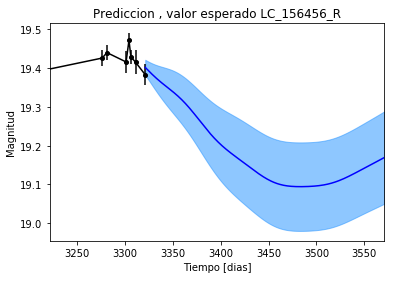 Prediccion , valor esperado LC_156456_R
19.5
19.4
19.3
19.2
19.1
19.0
Magnitud
3250 3300 3350 3400 3450 3500 3550
Tiempo [dias]